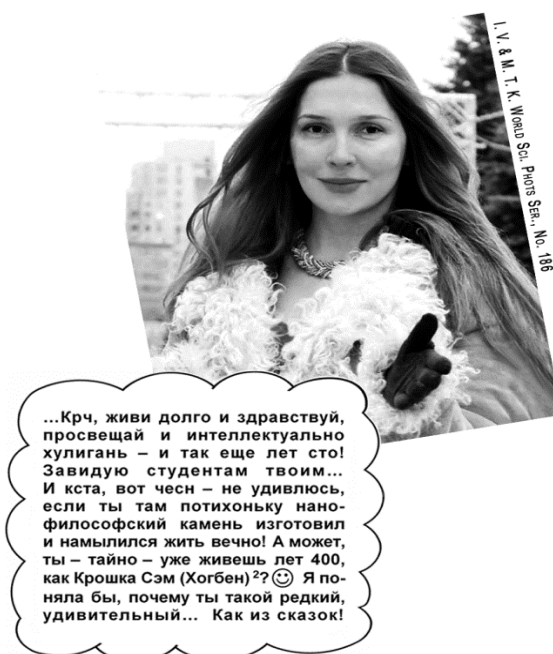 I. V. & M. T. K. WORLD SCI. PHOTS SER., NO. 186
...Крч, живи долго и здравствуй,
просвещай и интеллектуально
хулигань – и так еще лет сто!
Завидую студентам твоим...
И кста, вот чесн – не удивлюсь,
если ты там потихоньку нано-
философский камень изготовил
и намылился жить вечно! А может,
ты – тайно – уже живешь лет 400,
как Крошка Сэм (Хогбен)²?☺ Я по-
няла бы, почему ты такой редкий,
удивительный... Как из сказок!